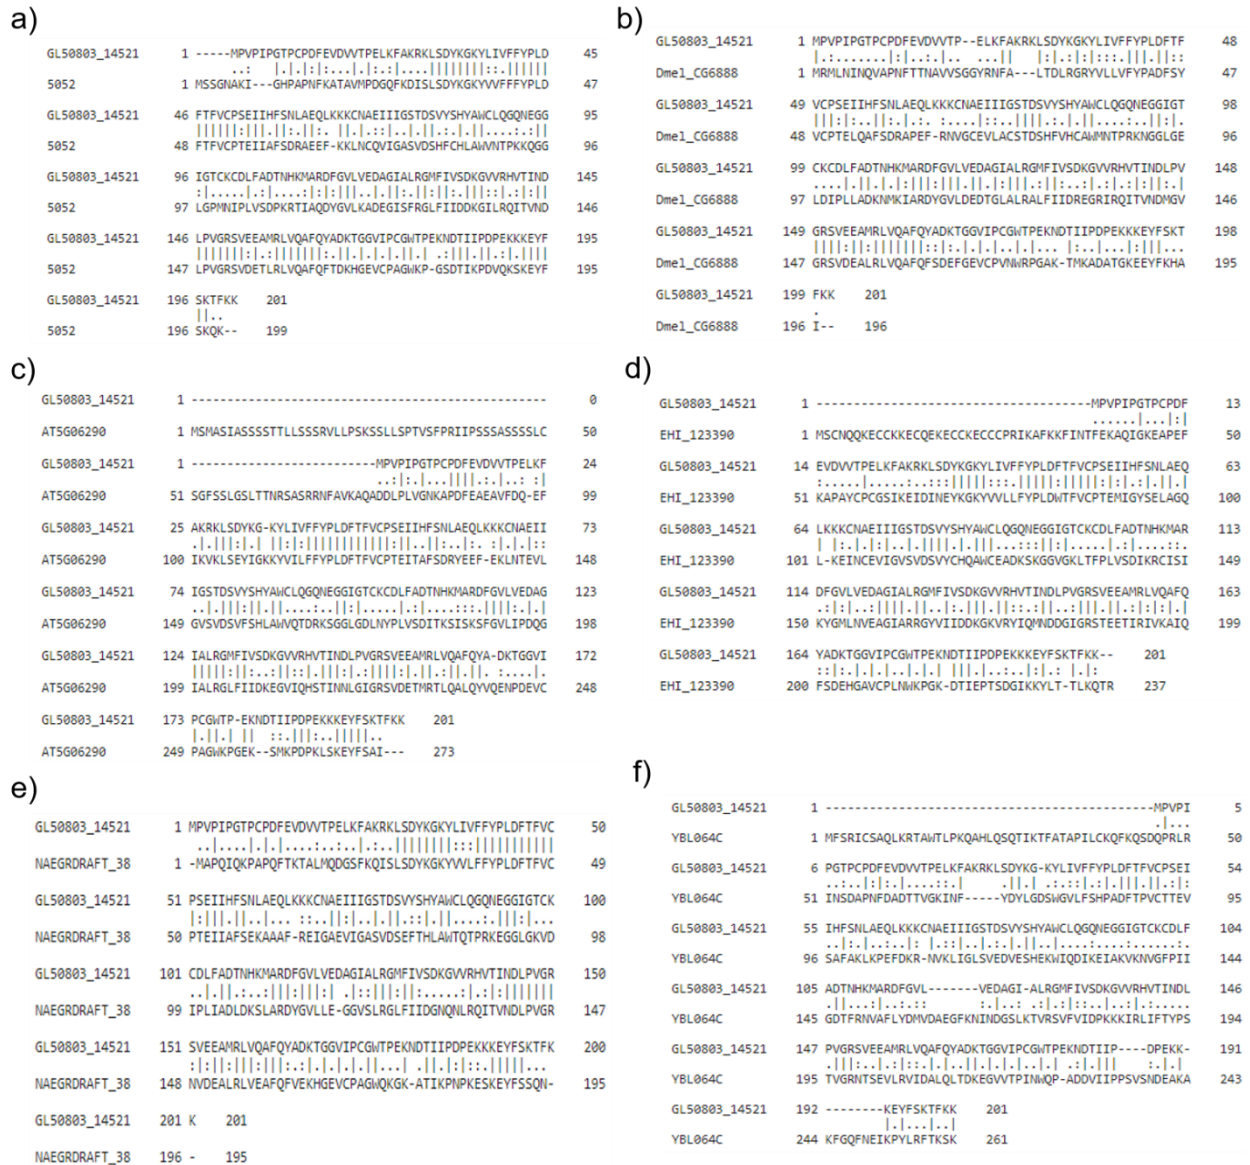 a)
GL50803_14521 1 -----MPVPIPGTPCPDFEVDVVTPELKFAKRKLSDYKGKYLIVFFYPLD 45
5052 1 MSSGNAKI---GHPAPNFKATAVMPDGQFKDISLSDYKGKYVVFFFYPLD 47
GL50803_14521 46 FTFVCPSEIIHFSNLAEQLKKKCNAEIIIGSTDSVYSHYAWCLQGQNEGG 95
5052 48 FTFVCPTEIIAFSDRAEEF-KKLNCQVIGASVDSHFCHLAWVNTPKKQGG 96
GL50803_14521 96 IGTCKCDLFADTNHKMARDFGVLVEDAGIALRGMFIVSDKGVVRHVTIND 145
5052 97 LGPMNIPLVSDPKRTIAQDYGVLKADEGISFRGLFIIDDKGILRQITVND 146
GL50803_14521 146 LPVGRSVEEAMRLVQAFQYADKTGGVIPCGWTPEKNDTIIPDPEKKKEYF 195
5052 147 LPVGRSVDETLRLVQAFQFTDKHGEVCPAGWKP-GSDTIKPDVQKSKEYF 195
GL50803_14521 196 SKTFKK 201
5052 196 SKQK-- 199
b)
GL50803_14521 1 MPVPIPGTPCPDFEVDVVTP--ELKFAKRKLSDYKGKYLIVFFYPLDFTF 48
Dmel_CG6888 1 MRMLNINQVAPNFTTNAVVSGGYRNFA---LTDLRGRYVLLVFYPADFSY 47
GL50803_14521 49 VCPSEIIHFSNLAEQLKKKCNAEIIIGSTDSVYSHYAWCLQGQNEGGIGT 98
Dmel_CG6888 48 VCPTELQAFSDRAPEF-RNVGCEVLACSTDSHFVHCAWMNTPRKNGGLGE 96
GL50803_14521 99 CKCDLFADTNHKMARDFGVLVEDAGIALRGMFIVSDKGVVRHVTINDLPV 148
Dmel_CG6888 97 LDIPLLADKNMKIARDYGVLDEDTGLALRALFIIDREGRIRQITVNDMGV 146
GL50803_14521 149 GRSVEEAMRLVQAFQYADKTGGVIPCGWTPEKNDTIIPDPEKKKEYFSKT 198
Dmel_CG6888 147 GRSVDEALRLVQAFQFSDEFGEVCPVNWRPGAK-TMKADATGKEEYFKHA 195
GL50803_14521 199 FKK 201
Dmel_CG6888 196 I-- 196
c)
GL50803_14521 1 -------------------------------------------------- 0
AT5G06290 1 MSMASIASSSSTTLLSSSRVLLPSKSSLLSPTVSFPRIIPSSSASSSSLC 50
GL50803_14521 1 --------------------------MPVPIPGTPCPDFEVDVVTPELKF 24
AT5G06290 51 SGFSSLGSLTTNRSASRRNFAVKAQADDLPLVGNKAPDFEAEAVFDQ-EF 99
GL50803_14521 25 AKRKLSDYKG-KYLIVFFYPLDFTFVCPSEIIHFSNLAEQLKKKCNAEII 73
AT5G06290 100 IKVKLSEYIGKKYVILFFYPLDFTFVCPTEITAFSDRYEEF-EKLNTEVL 148
GL50803_14521 74 IGSTDSVYSHYAWCLQGQNEGGIGTCKCDLFADTNHKMARDFGVLVEDAG 123
AT5G06290 149 GVSVDSVFSHLAWVQTDRKSGGLGDLNYPLVSDITKSISKSFGVLIPDQG 198
GL50803_14521 124 IALRGMFIVSDKGVVRHVTINDLPVGRSVEEAMRLVQAFQYA-DKTGGVI 172
AT5G06290 199 IALRGLFIIDKEGVIQHSTINNLGIGRSVDETMRTLQALQYVQENPDEVC 248
GL50803_14521 173 PCGWTP-EKNDTIIPDPEKKKEYFSKTFKK 201
AT5G06290 249 PAGWKPGEK--SMKPDPKLSKEYFSAI--- 273
d)
GL50803_14521 1 -------------------------------------MPVPIPGTPCPDF 13
EHI_123390 1 MSCNQQKECCKKECQEKECCKECCCPRIKAFKKFINTFEKAQIGKEAPEF 50
GL50803_14521 14 EVDVVTPELKFAKRKLSDYKGKYLIVFFYPLDFTFVCPSEIIHFSNLAEQ 63
EHI_123390 51 KAPAYCPCGSIKEIDINEYKGKYVVLLFYPLDWTFVCPTEMIGYSELAGQ 100
GL50803_14521 64 LKKKCNAEIIIGSTDSVYSHYAWCLQGQNEGGIGTCKCDLFADTNHKMAR 113
EHI_123390 101 L-KEINCEVIGVSVDSVYCHQAWCEADKSKGGVGKLTFPLVSDIKRCISI 149
GL50803_14521 114 DFGVLVEDAGIALRGMFIVSDKGVVRHVTINDLPVGRSVEEAMRLVQAFQ 163
EHI_123390 150 KYGMLNVEAGIARRGYVIIDDKGKVRYIQMNDDGIGRSTEETIRIVKAIQ 199
GL50803_14521 164 YADKTGGVIPCGWTPEKNDTIIPDPEKKKEYFSKTFKK-- 201
EHI_123390 200 FSDEHGAVCPLNWKPGK-DTIEPTSDGIKKYLT-TLKQTR 237
e)
GL50803_14521 1 MPVPIPGTPCPDFEVDVVTPELKFAKRKLSDYKGKYLIVFFYPLDFTFVC 50
NAEGRDRAFT_38 1 -MAPQIQKPAPQFTKTALMQDGSFKQISLSDYKGKYVVLFFYPLDFTFVC 49
GL50803_14521 51 PSEIIHFSNLAEQLKKKCNAEIIIGSTDSVYSHYAWCLQGQNEGGIGTCK 100
NAEGRDRAFT_38 50 PTEIIAFSEKAAAF-REIGAEVIGASVDSEFTHLAWTQTPRKEGGLGKVD 98
GL50803_14521 101 CDLFADTNHKMARDFGVLVEDAGIALRGMFIVSDKGVVRHVTINDLPVGR 150
NAEGRDRAFT_38 99 IPLIADLDKSLARDYGVLLE-GGVSLRGLFIIDGNQNLRQITVNDLPVGR 147
GL50803_14521 151 SVEEAMRLVQAFQYADKTGGVIPCGWTPEKNDTIIPDPEKKKEYFSKTFK 200
NAEGRDRAFT_38 148 NVDEALRLVEAFQFVEKHGEVCPAGWQKGK-ATIKPNPKESKEYFSSQN- 195
GL50803_14521 201 K 201
NAEGRDRAFT_38 196 - 195
f)
GL50803_14521 1 ---------------------------------------------MPVPI 5
YBL064C 1 MFSRICSAQLKRTAWTLPKQAHLQSQTIKTFATAPILCKQFKQSDQPRLR 50
GL50803_14521 6 PGTPCPDFEVDVVTPELKFAKRKLSDYKG-KYLIVFFYPLDFTFVCPSEI 54
YBL064C 51 INSDAPNFDADTTVGKINF-----YDYLGDSWGVLFSHPADFTPVCTTEV 95
GL50803_14521 55 IHFSNLAEQLKKKCNAEIIIGSTDSVYSHYAWCLQGQNEGGIGTCKCDLF 104
YBL064C 96 SAFAKLKPEFDKR-NVKLIGLSVEDVESHEKWIQDIKEIAKVKNVGFPII 144
GL50803_14521 105 ADTNHKMARDFGVL-------VEDAGI-ALRGMFIVSDKGVVRHVTINDL 146
YBL064C 145 GDTFRNVAFLYDMVDAEGFKNINDGSLKTVRSVFVIDPKKKIRLIFTYPS 194
GL50803_14521 147 PVGRSVEEAMRLVQAFQYADKTGGVIPCGWTPEKNDTIIP----DPEKK- 191
YBL064C 195 TVGRNTSEVLRVIDALQLTDKEGVVTPINWQP-ADDVIIPPSVSNDEAKA 243
GL50803_14521 192 --------KEYFSKTFKK 201
YBL064C 244 KFGQFNEIKPYLRFTKSK 261